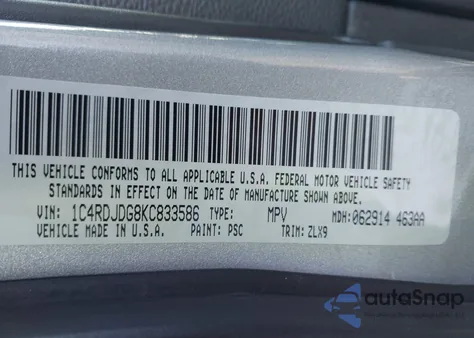 THIS VEHICLE CONFORMS TO ALL APPLICABLE U.S.A. FEDERAL MOTOR VEHICLE SAFETY
STANDARDS IN EFFECT ON THE DATE OF MANUFACTURE SHOWN ABOVE.
VIN: 1C4RDJDG8KC833586 TYPE: MPV MDH: 062914 463AA
VEHICLE MADE IN U.S.A. PAINT: PSC TRIM: ZLX9
autoSnap